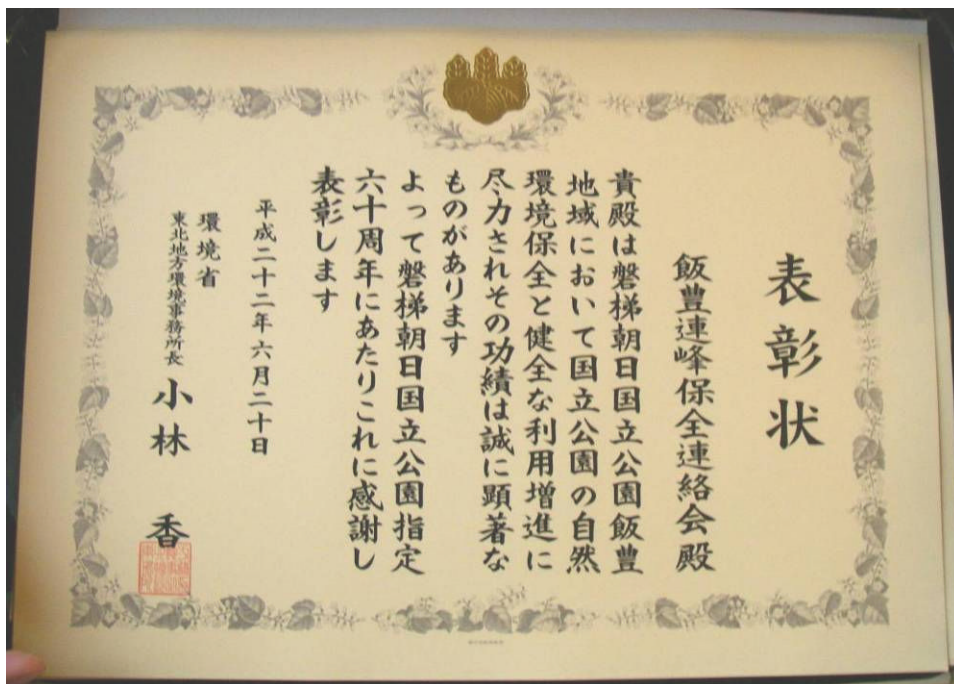 表彰状
飯豊連峰保全連絡会殿
貴殿は磐梯朝日国立公園飯豊
地域において国立公園の自然
環境保全と健全な利用増進に
尽力されその功績は誠に顕著な
ものがあります
よって磐梯朝日国立公園指定
六十周年にあたりこれに感謝し
表彰します
平成二十二年六月二十日
環境省
東北地方環境事務所長 小林 香